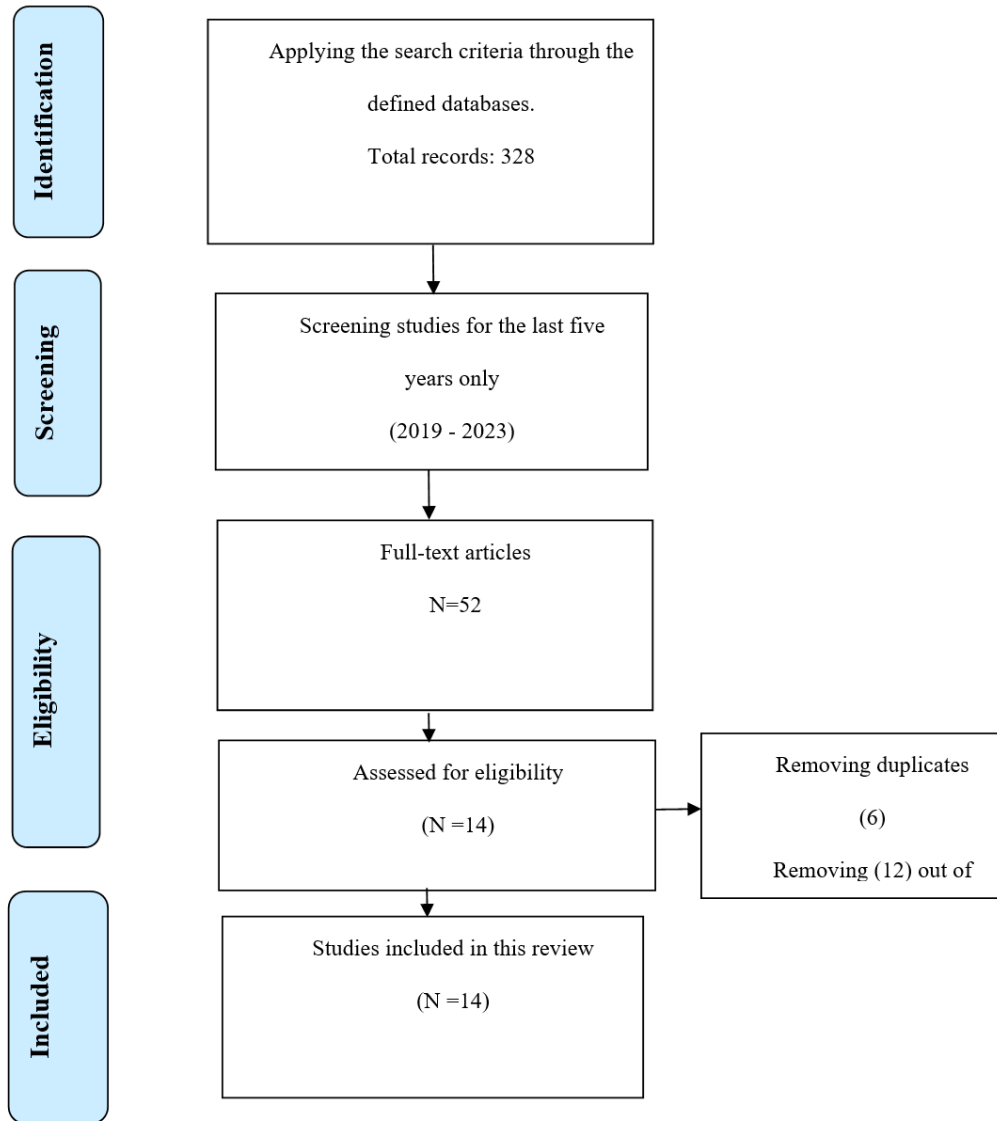 Identification
Applying the search criteria through the
defined databases.
Total records: 328
Screening
Screening studies for the last five
years only
(2019 - 2023)
Eligibility
Full-text articles
N=52
Assessed for eligibility
(N =14)
Removing duplicates
(6)
Removing (12) out of
Included
Studies included in this review
(N =14)